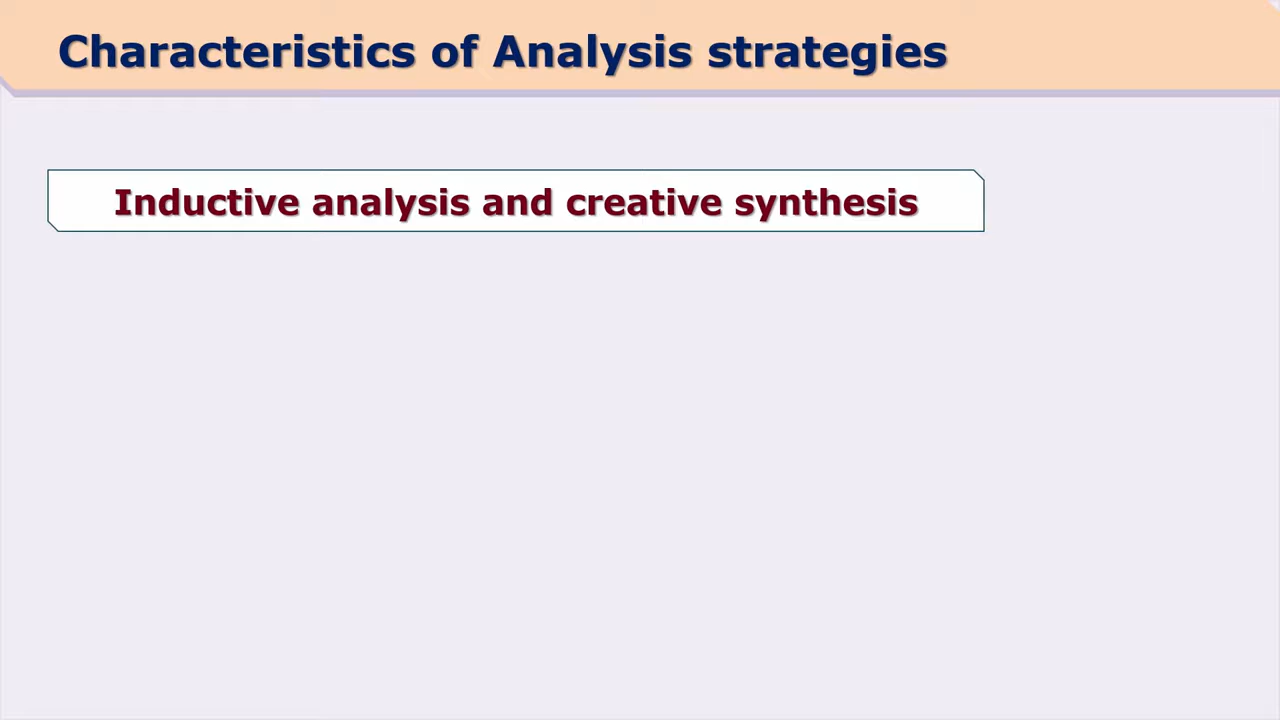 Characteristics of Analysis strategies
Inductive analysis and creative synthesis